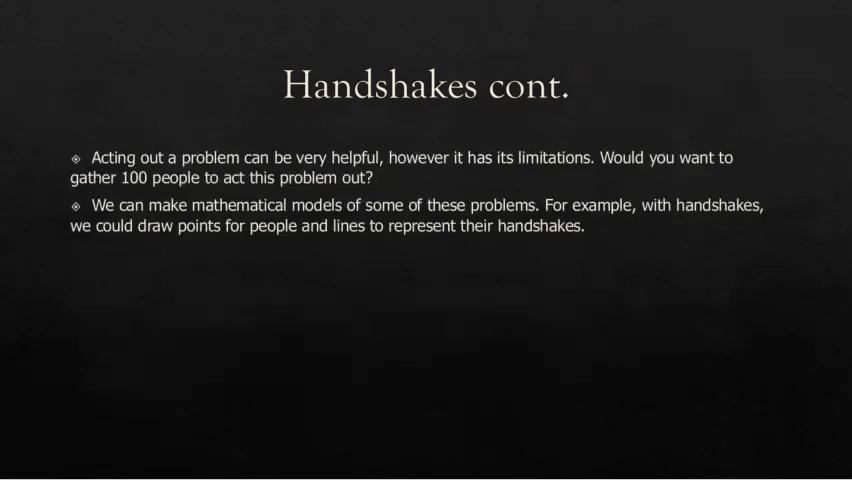 Handshakes cont.
Acting out a problem can be very helpful, however it has its limitations. Would you want to
gather 100 people to act this problem out?
We can make mathematical models of some of these problems. For example, with handshakes,
we could draw points for people and lines to represent their handshakes.